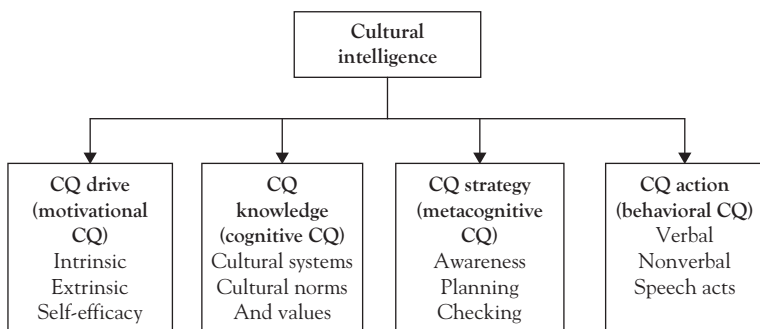 Cultural
intelligence
CQ drive
(motivational
CQ)
Intrinsic
Extrinsic
Self-efficacy
CQ
knowledge
(cognitive CQ)
Cultural systems
Cultural norms
And values
CQ strategy
(metacognitive
CQ)
Awareness
Planning
Checking
CQ action
(behavioral CQ)
Verbal
Nonverbal
Speech acts